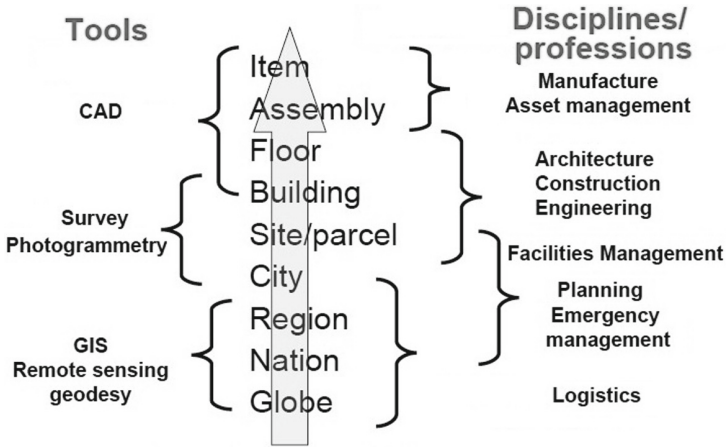 Tools
CAD
Survey
Photogrammetry
GIS
Remote sensing
geodesy
Item
Assembly
Floor
Building
Site/parcel
City
Region
Nation
Globe
Disciplines/
professions
Manufacture
Asset management
Architecture
Construction
Engineering
Facilities Management
Planning
Emergency
management
Logistics